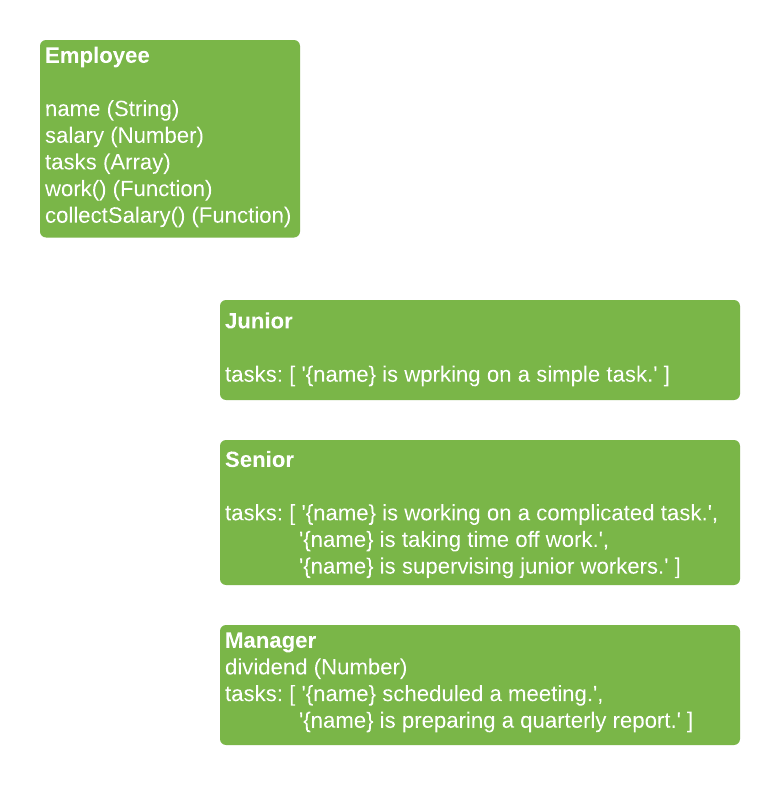 Employee
name (String)
salary (Number)
tasks (Array)
work() (Function)
collectSalary() (Function)
Junior
tasks: [ '{name} is wprking on a simple task.' ]
Senior
tasks: [ '{name} is working on a complicated task.',
'{name} is taking time off work.',
'{name} is supervising junior workers.' ]
Manager
dividend (Number)
tasks: [ '{name} scheduled a meeting.',
'{name} is preparing a quarterly report.' ]